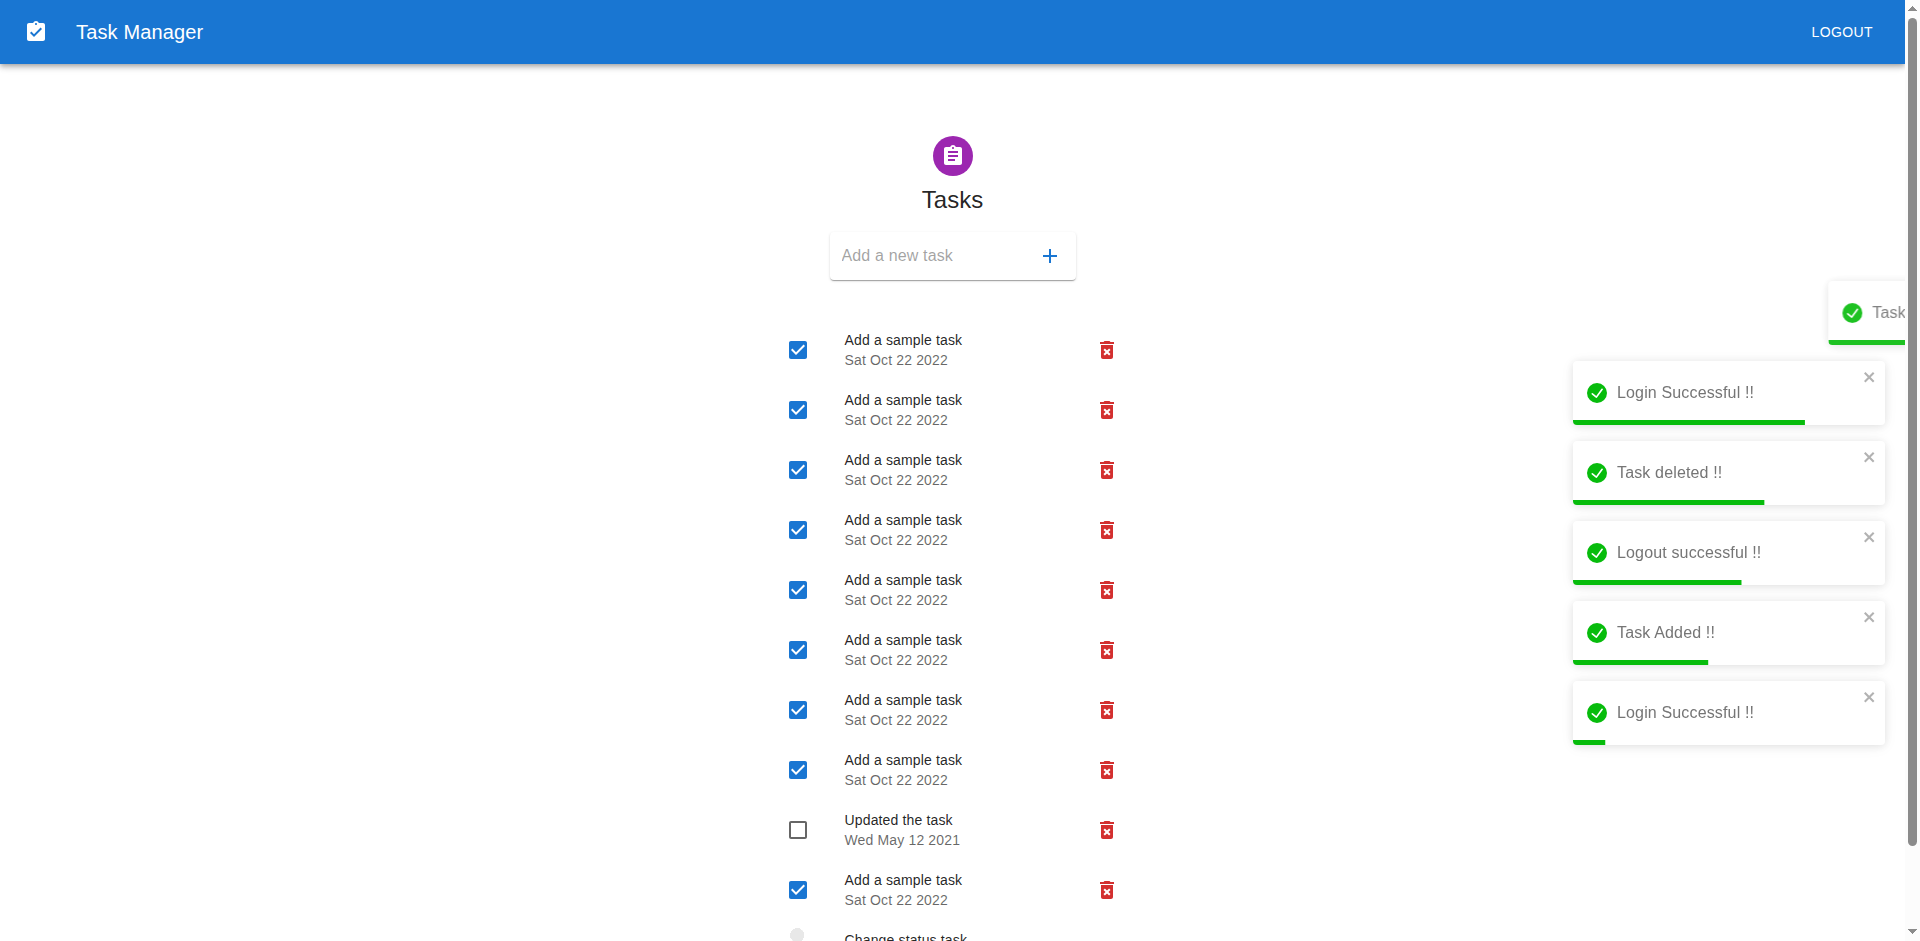 Task Manager
LOGOUT
Tasks
Add a new task
Add a sample task
Sat Oct 22 2022
Add a sample task
Sat Oct 22 2022
Add a sample task
Sat Oct 22 2022
Add a sample task
Sat Oct 22 2022
Add a sample task
Sat Oct 22 2022
Add a sample task
Sat Oct 22 2022
Add a sample task
Sat Oct 22 2022
Add a sample task
Sat Oct 22 2022
Updated the task
Wed May 12 2021
Add a sample task
Sat Oct 22 2022
Change status task
Task
Login Successful !!
Task deleted !!
Logout successful !!
Task Added !!
Login Successful !!